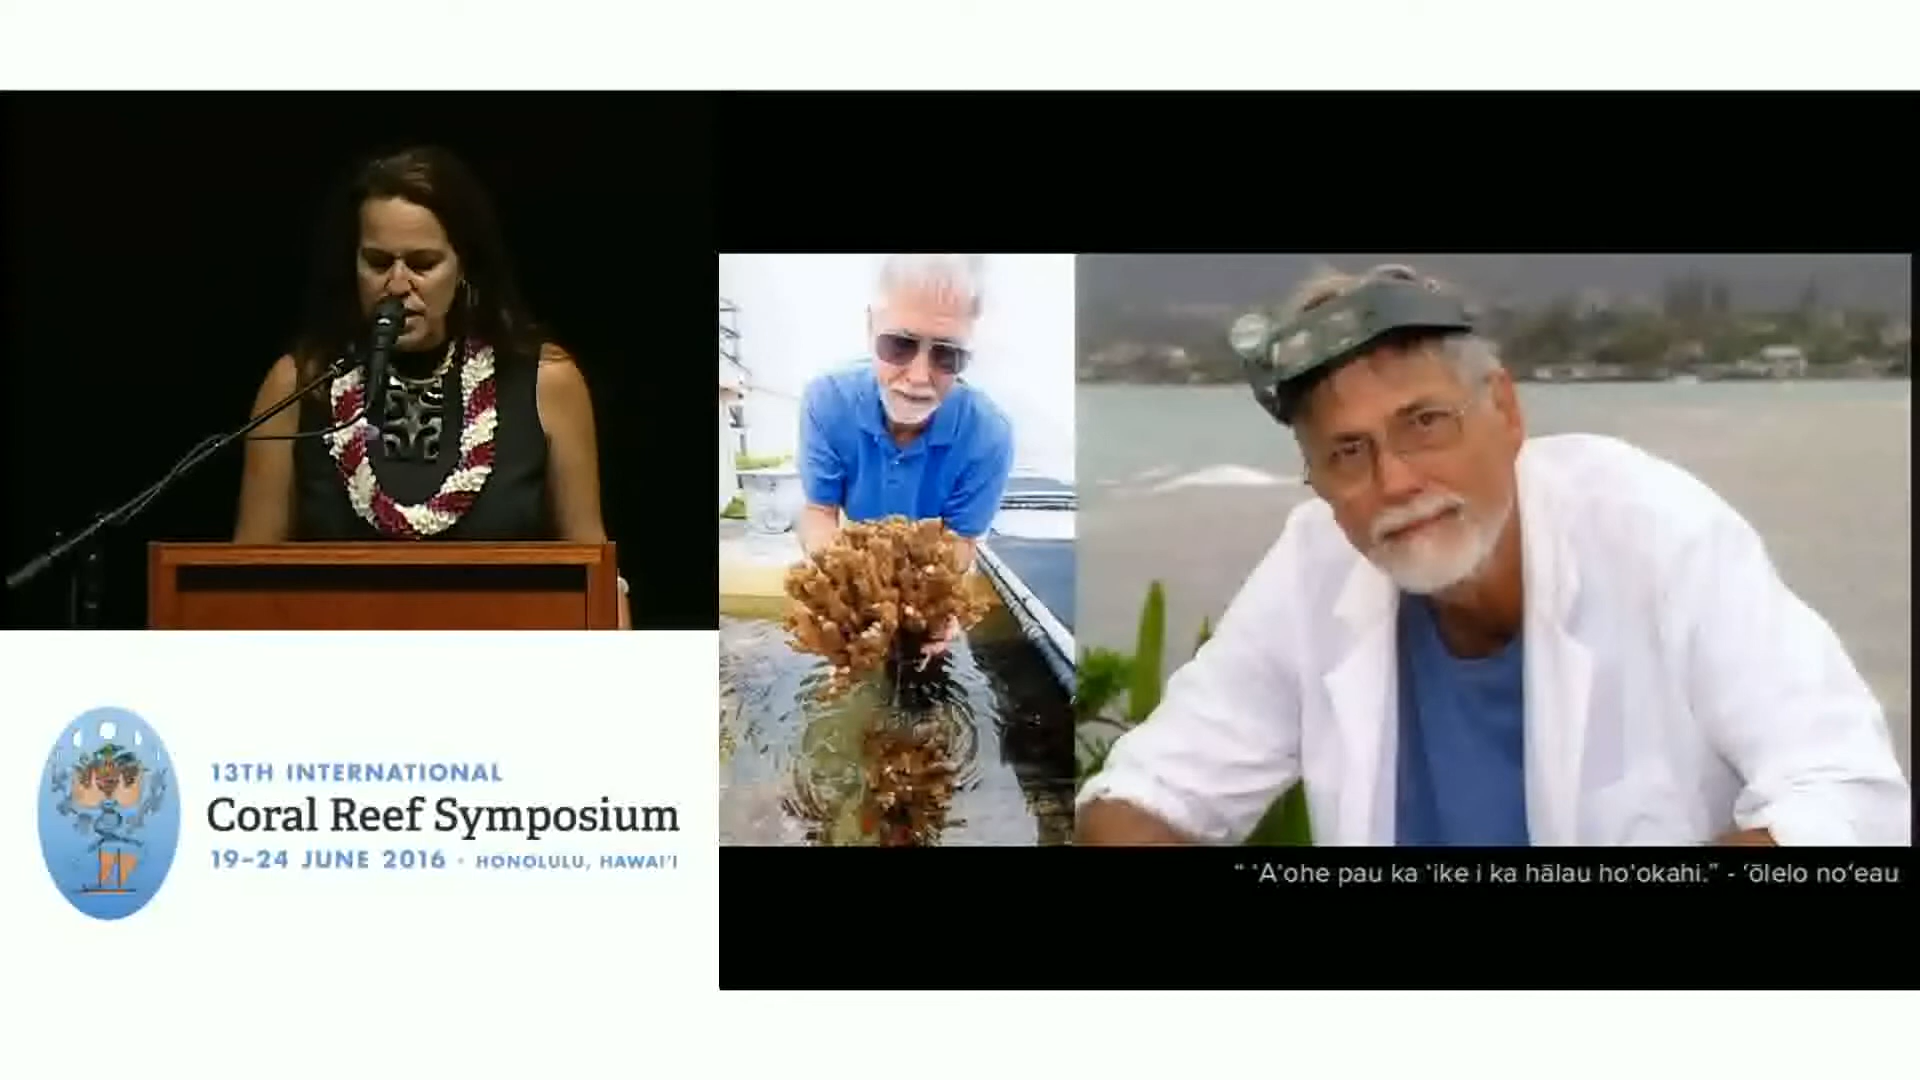 13TH INTERNATIONAL
Coral Reef Symposium
19–24 JUNE 2016 • HONOLULU, HAWAI'I
“ ‘A‘ohe pau ka ‘ike i ka hālau ho‘okahi.” - ‘ōlelo no‘eau